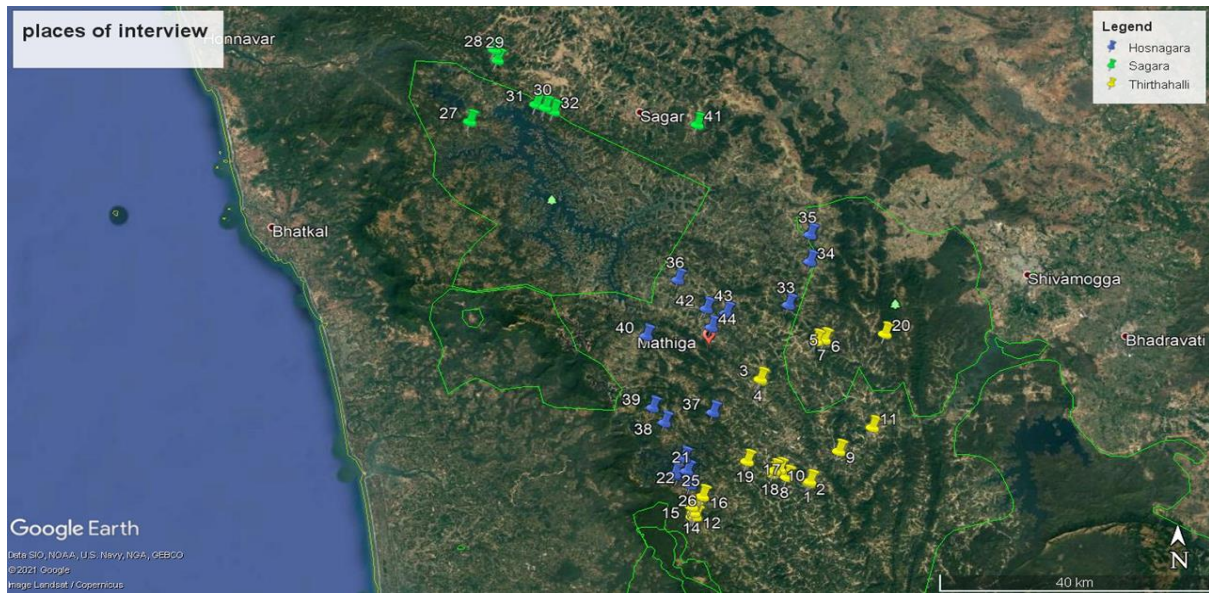 places of interview
Honnavar
Legend
Hosnagara
Sagara
Thirthahalli
28 29
31 30 32
27
Sagar
41
35
Bhatkal
34
Shivamogga
36
42 43
33
44
40
Mathiga
20
5 6
7
Bhadravati
3
4
39
37
38
11
9
21
22
25
19
17
18
8
10
2
1
26
16
15
14
12
Google Earth
Data SIO, NOAA, U.S. Navy, NGA, GEBCO
©2021 Google
Image Landsat / Copernicus
N
40 km